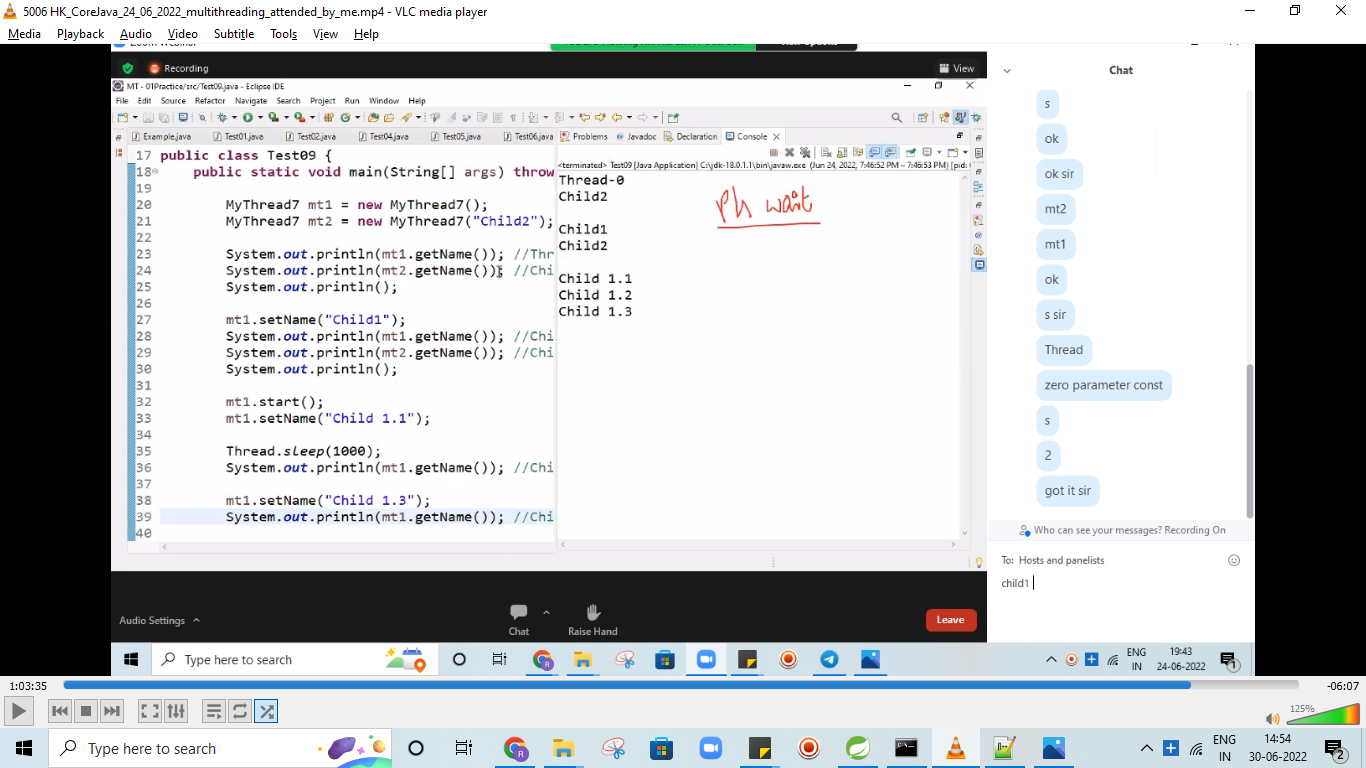 5006 HK_CoreJava_24_06_2022_multithreading_attended_by_me.mp4 - VLC media player
Media Playback Audio Video Subtitle Tools View Help
Recording
View
MT - 01Practice/src/Test09.java - Eclipse IDE
File Edit Source Refactor Navigate Search Project Run Window Help
Example.java Test01.java Test02.java Test04.java Test05.java Test06.java
Problems Javadoc Declaration Console
<terminated> Test09 [Java Application] C:\jdk-18.0.1.1\bin\javaw.exe (Jun 24, 2022, 7:46:52 PM – 7:46:53 PM) [pid:
17 public class Test09 {
18 public static void main(String[] args) throw
19
20 MyThread7 mt1 = new MyThread7();
21 MyThread7 mt2 = new MyThread7("Child2");
22
23 System.out.println(mt1.getName()); //Thr
24 System.out.println(mt2.getName()); //Chi
25 System.out.println();
26
27 mt1.setName("Child1");
28 System.out.println(mt1.getName()); //Chi
29 System.out.println(mt2.getName()); //Chi
30 System.out.println();
31
32 mt1.start();
33 mt1.setName("Child 1.1");
34
35 Thread.sleep(1000);
36 System.out.println(mt1.getName()); //Chi
37
38 mt1.setName("Child 1.3");
39 System.out.println(mt1.getName()); //Chi
40
Thread-0
Child2
Child1
Child2
Child 1.1
Child 1.2
Child 1.3
wait
Chat
s
ok
ok sir
mt2
mt1
ok
s sir
Thread
zero parameter const
s
2
got it sir
Who can see your messages? Recording On
To: Hosts and panelists
child1
Audio Settings
Chat
Raise Hand
Leave
Type here to search
ENG
IN
19:43
24-06-2022
1
1:03:35
-06:07
125%
Type here to search
ENG
IN
14:54
30-06-2022
2